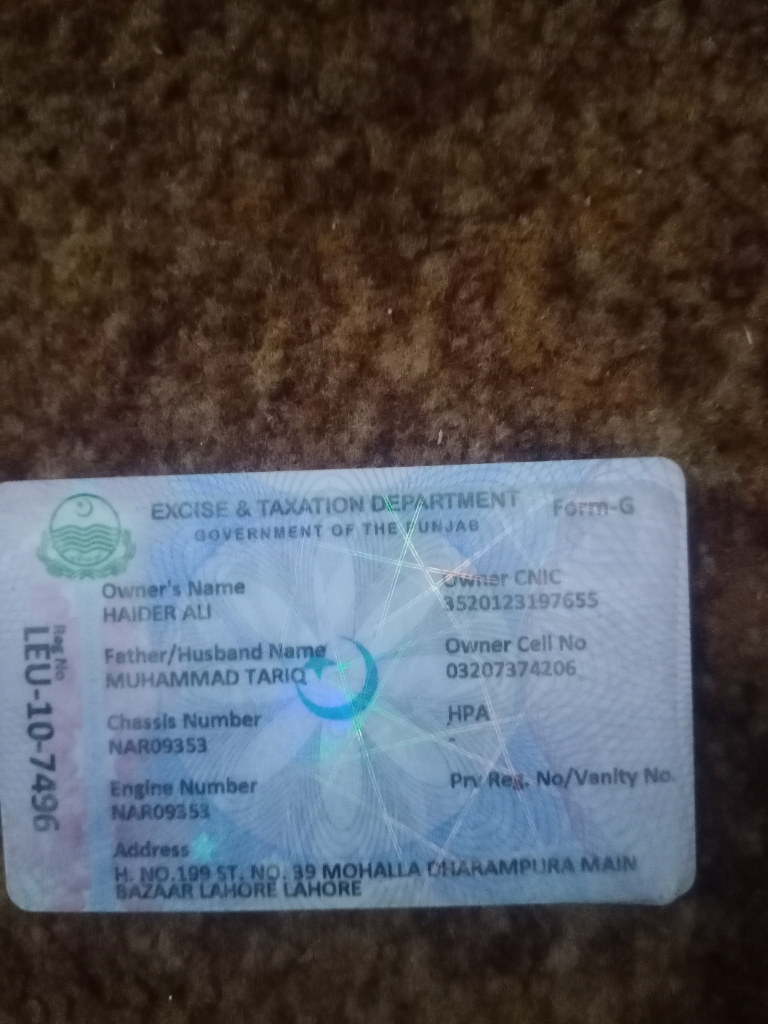 EXCISE & TAXATION DEPARTMENT
GOVERNMENT OF THE PUNJAB
Form-G
Reg No
LEU-10-7496
Owner's Name
HAIDER ALI
Owner CNIC
3520123197655
Father/Husband Name
MUHAMMAD TARIQ
Owner Cell No
03207374206
Chassis Number
NAR09353
HPA
-
Engine Number
NAR09353
Prv Reg. No/Vanity No.
Address
H. NO.199 ST. NO. 39 MOHALLA DHARAMPURA MAIN
BAZAAR LAHORE LAHORE